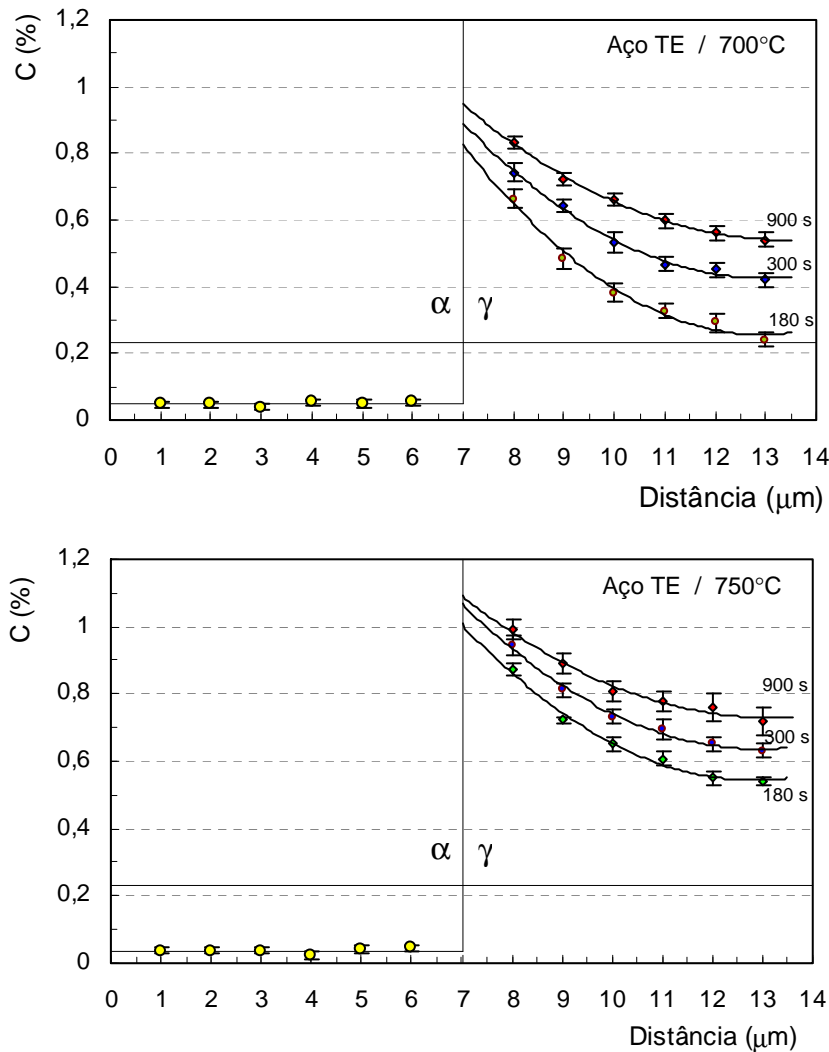 C (%)
1,2
1
0,8
0,6
0,4
0,2
0
Aço TE / 700°C
900 s
300 s
180 s
α γ
0 1 2 3 4 5 6 7 8 9 10 11 12 13 14
Distância (μm)
C (%)
1,2
1
0,8
0,6
0,4
0,2
0
Aço TE / 750°C
900 s
300 s
180 s
α γ
0 1 2 3 4 5 6 7 8 9 10 11 12 13 14
Distância (μm)